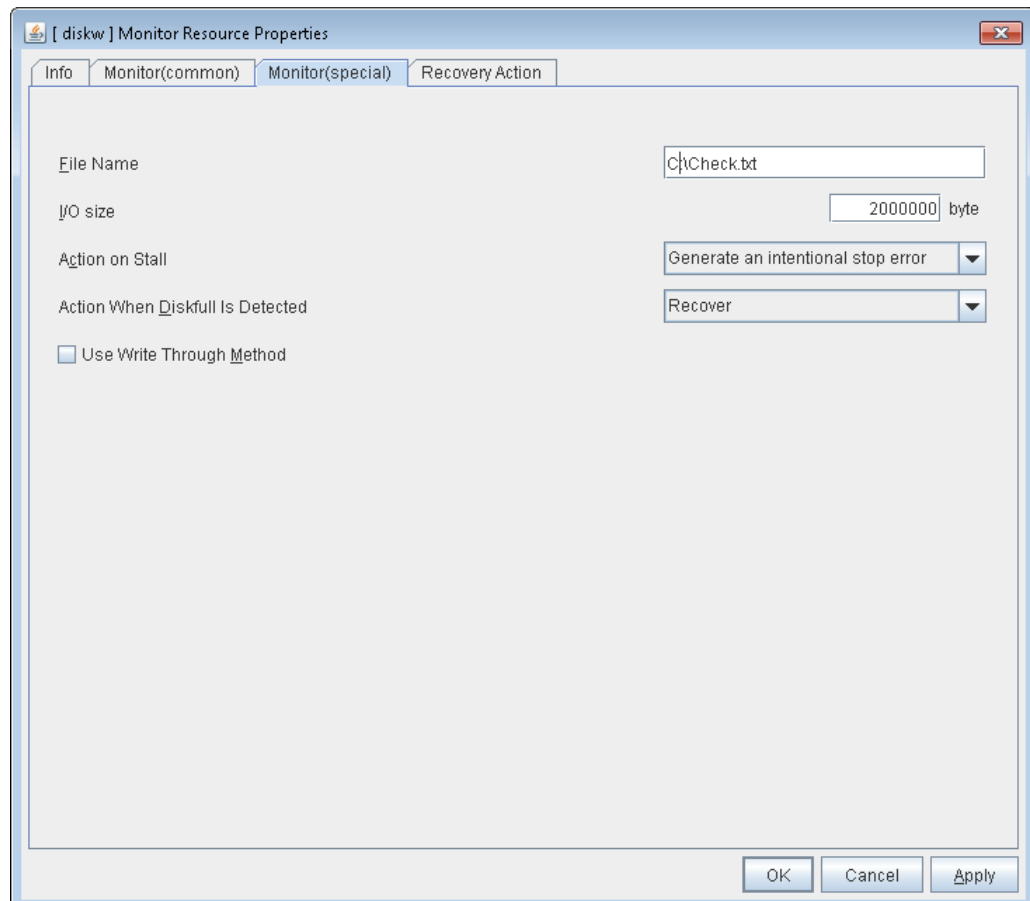 [ diskw ] Monitor Resource Properties
Info Monitor(common) Monitor(special) Recovery Action
File Name C:\Check.txt
I/O size 2000000 byte
Action on Stall Generate an intentional stop error
Action When Diskfull Is Detected Recover
Use Write Through Method
OK Cancel Apply